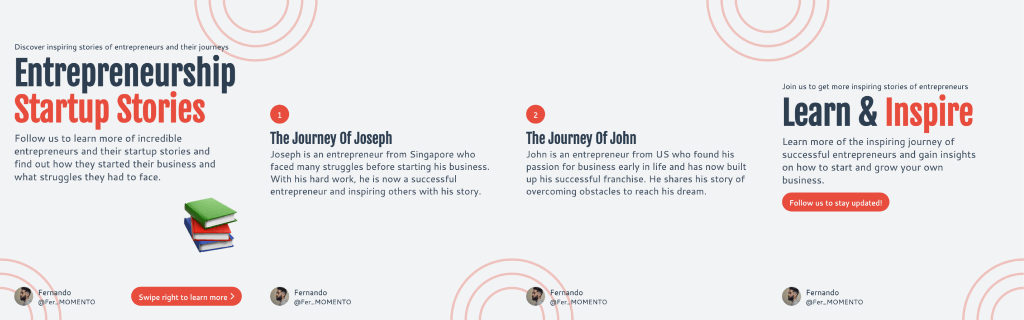 Discover inspiring stories of entrepreneurs and their journeys
Entrepreneurship
Startup Stories
Follow us to learn more of incredible
entrepreneurs and their startup stories and
find out how they started their business and
what struggles they had to face.
Fernando
@Fer_MOMENTO
Swipe right to learn more >
1
The Journey Of Joseph
Joseph is an entrepreneur from Singapore who
faced many struggles before starting his business.
With his hard work, he is now a successful
entrepreneur and inspiring others with his story.
Fernando
@Fer_MOMENTO
2
The Journey Of John
John is an entrepreneur from US who found his
passion for business early in life and has now built
up his successful franchise. He shares his story of
overcoming obstacles to reach his dream.
Fernando
@Fer_MOMENTO
Join us to get more inspiring stories of entrepreneurs
Learn & Inspire
Learn more of the inspiring journey of
successful entrepreneurs and gain insights
on how to start and grow your own
business.
Follow us to stay updated!
Fernando
@Fer_MOMENTO